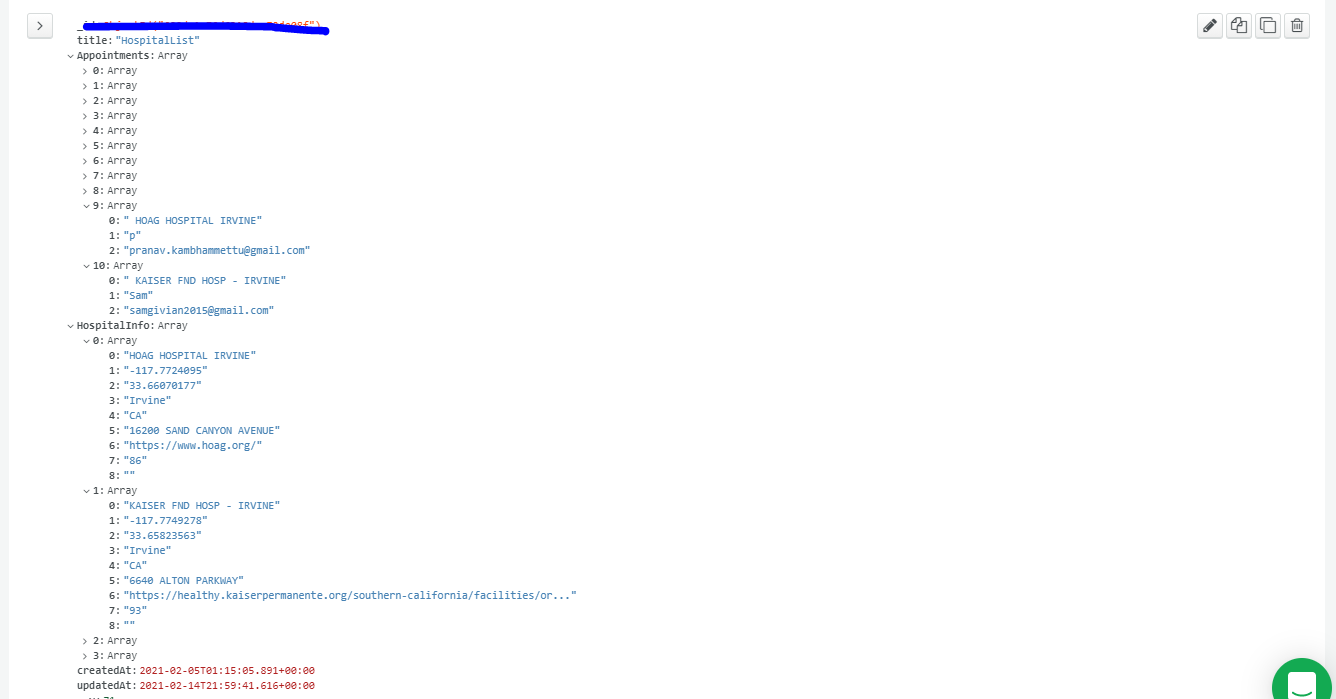 title: "HospitalList"
Appointments: Array
0: Array
1: Array
2: Array
3: Array
4: Array
5: Array
6: Array
7: Array
8: Array
9: Array
0: " HOAG HOSPITAL IRVINE"
1: "p"
2: "pranav.kambhammettu@gmail.com"
10: Array
0: " KAISER FND HOSP - IRVINE"
1: "Sam"
2: "samgivian2015@gmail.com"
HospitalInfo: Array
0: Array
0: "HOAG HOSPITAL IRVINE"
1: "-117.7724095"
2: "33.66070177"
3: "Irvine"
4: "CA"
5: "16200 SAND CANYON AVENUE"
6: "https://www.hoag.org/"
7: "86"
8: ""
1: Array
0: "KAISER FND HOSP - IRVINE"
1: "-117.7749278"
2: "33.65823563"
3: "Irvine"
4: "CA"
5: "6640 ALTON PARKWAY"
6: "https://healthy.kaiserpermanente.org/southern-california/facilities/or..."
7: "93"
8: ""
2: Array
3: Array
createdAt: 2021-02-05T01:15:05.891+00:00
updatedAt: 2021-02-14T21:59:41.616+00:00